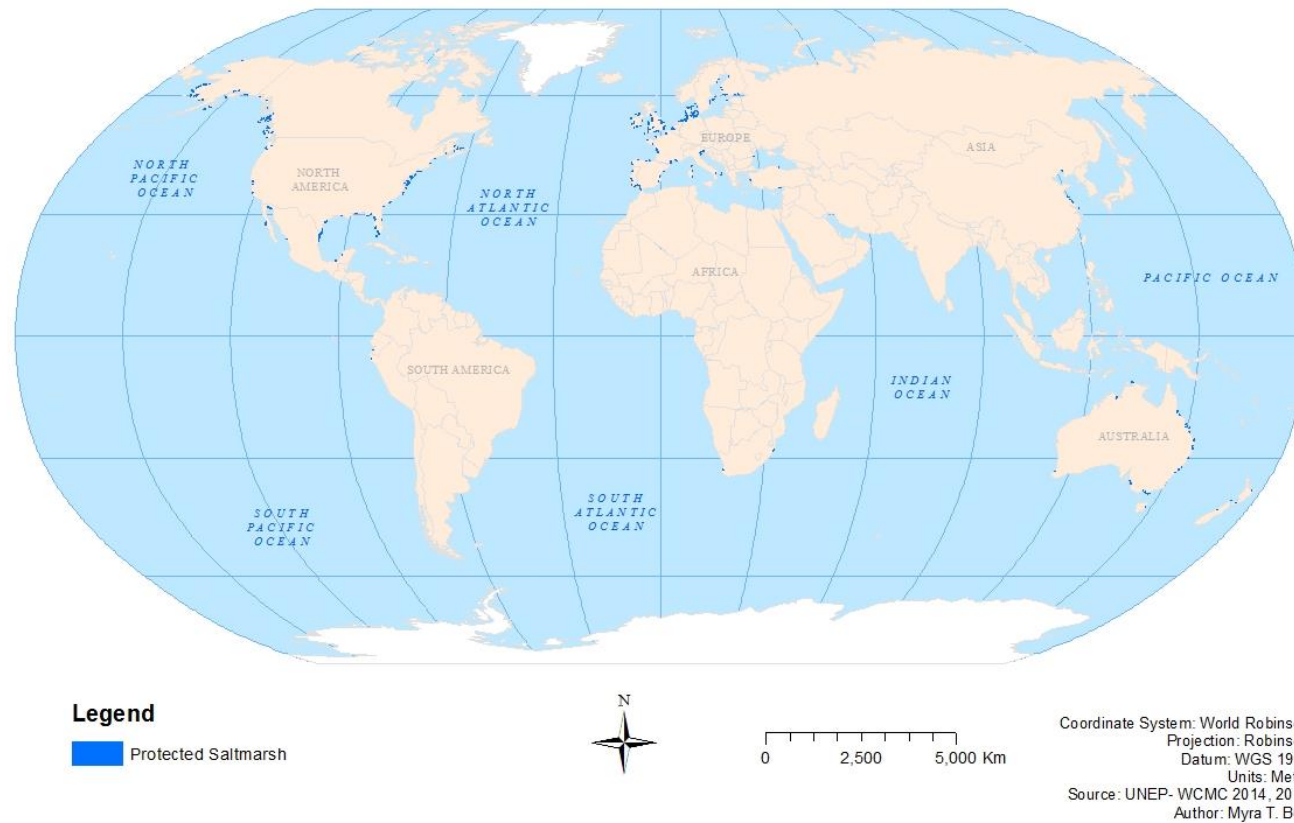 NORTH
PACIFIC
OCEAN
NORTH
AMERICA
NORTH
ATLANTIC
OCEAN
EUROPE
ASIA
AFRICA
PACIFIC OCEAN
SOUTH AMERICA
INDIAN
OCEAN
AUSTRALIA
SOUTH
PACIFIC
OCEAN
SOUTH
ATLANTIC
OCEAN
Legend
Protected Saltmarsh
N
0 2,500 5,000 Km
Coordinate System: World Robins
Projection: Robins
Datum: WGS 19
Units: Me
Source: UNEP- WCMC 2014, 20
Author: Myra T. B